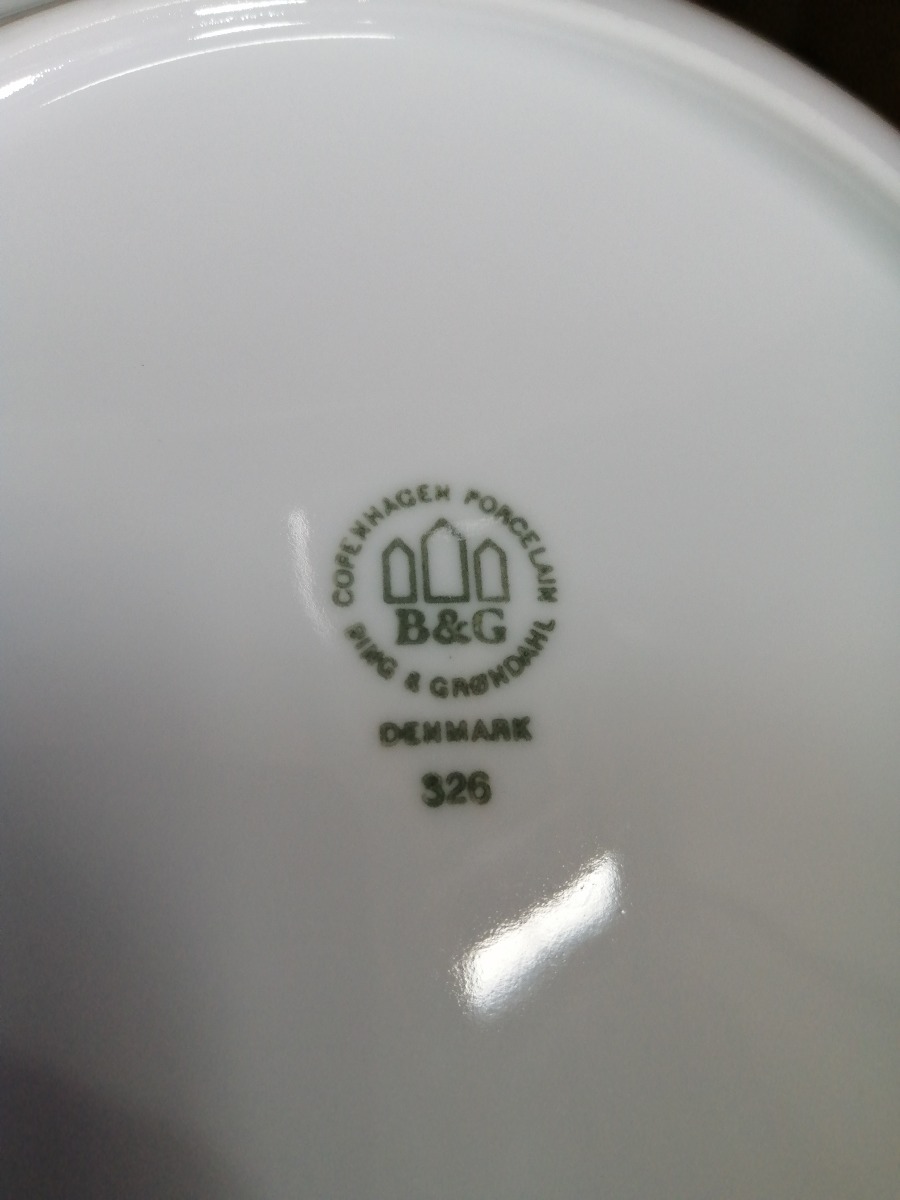 COPENHAGEN PORCELAIN
B&G
BING & GRØNDAHL
DENMARK
326